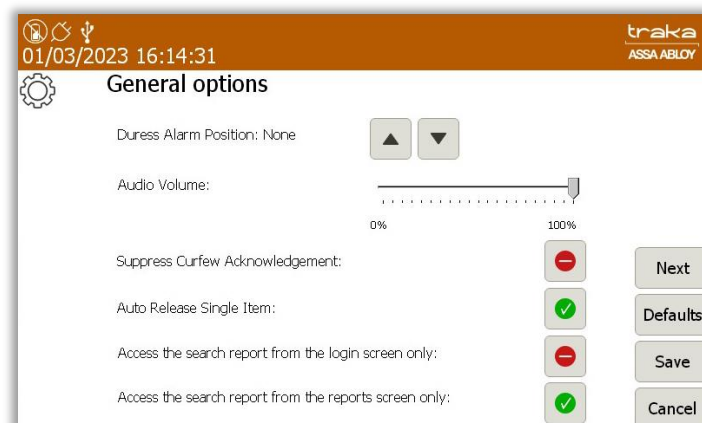 traka
01/03/2023 16:14:31
ASSA ABLOY
General options
Duress Alarm Position: None
Audio Volume:
0%
100%
Suppress Curfew Acknowledgement:
Next
Auto Release Single Item:
Defaults
Access the search report from the login screen only:
Save
Access the search report from the reports screen only:
Cancel